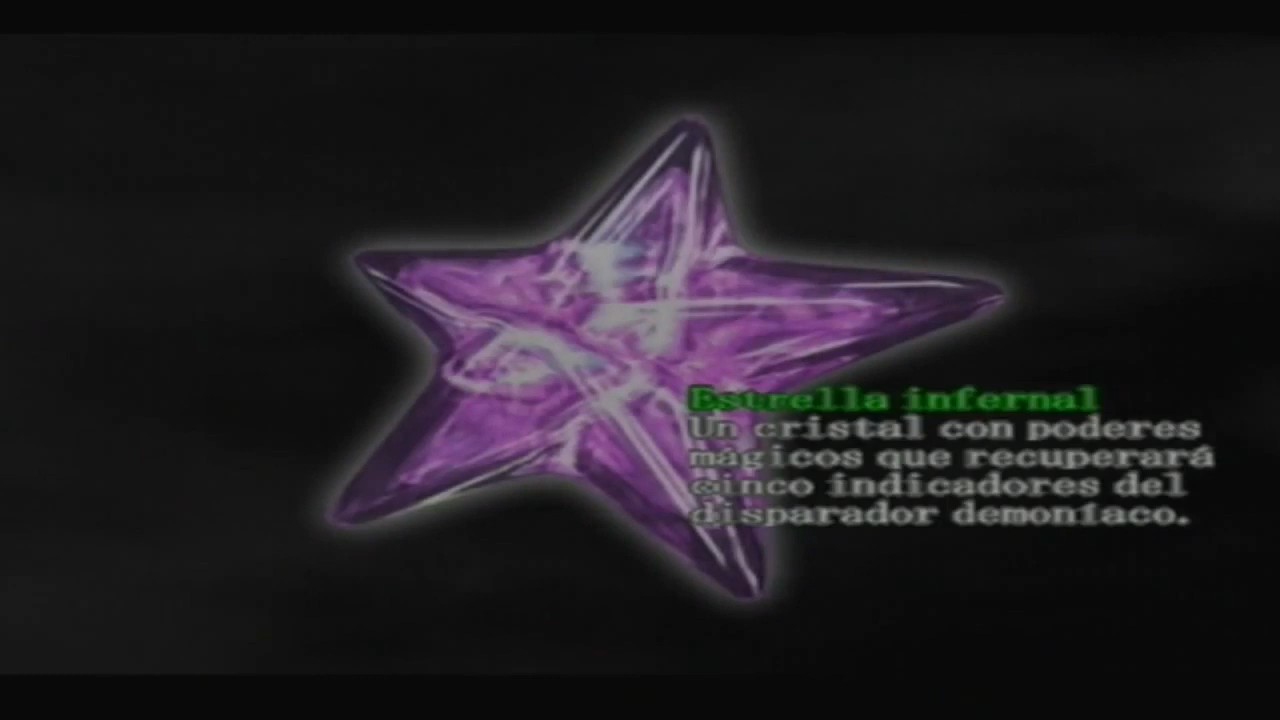 Estrella infernal
Un cristal con poderes
mágicos que recuperará
cinco indicadores del
disparador demoníaco.